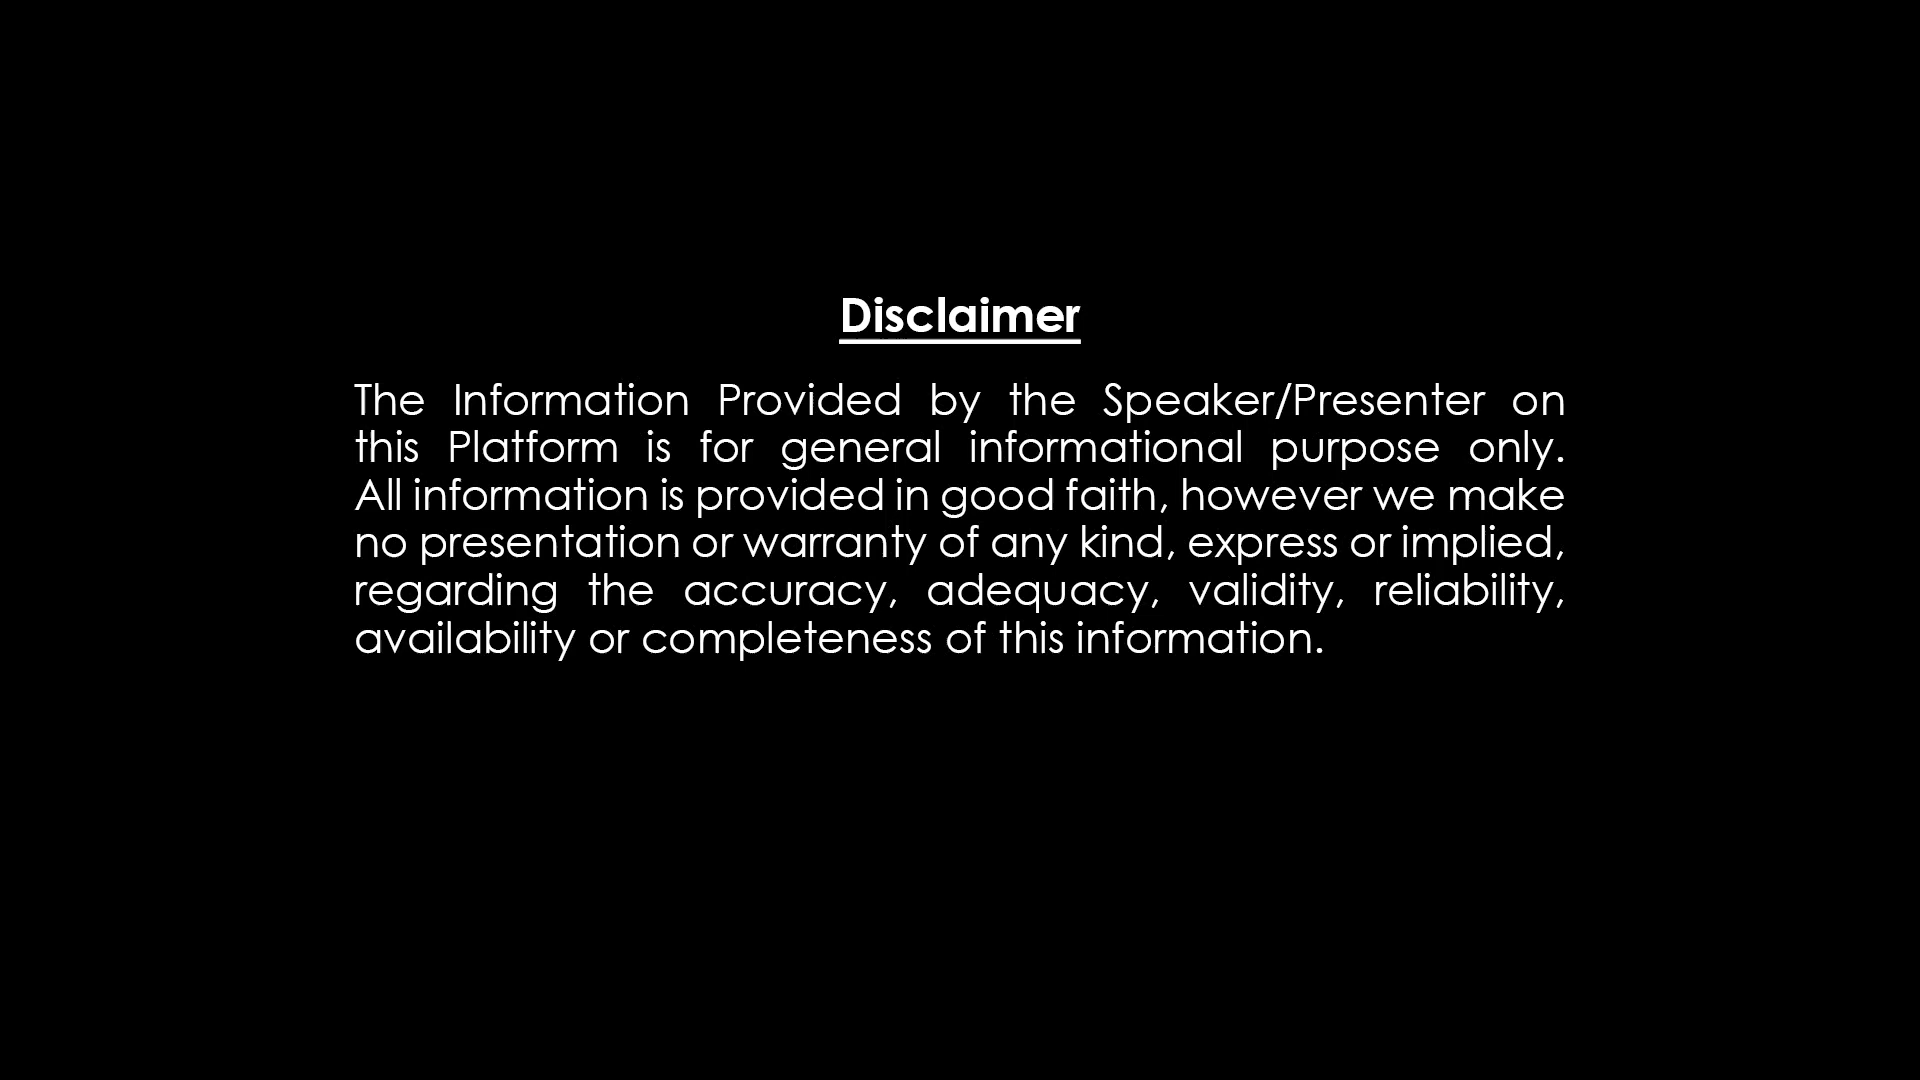 Disclaimer
The Information Provided by the Speaker/Presenter on
this Platform is for general informational purpose only.
All information is provided in good faith, however we make
no presentation or warranty of any kind, express or implied,
regarding the accuracy, adequacy, validity, reliability,
availability or completeness of this information.